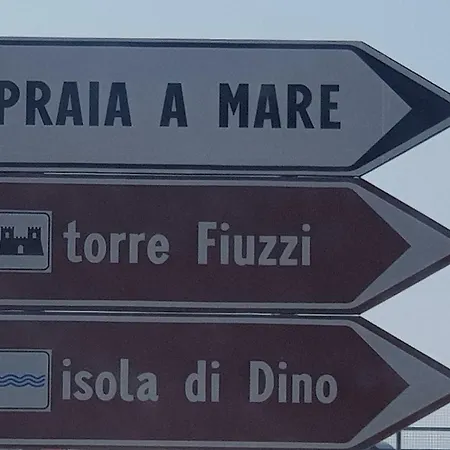 PRAIA A MARE
torre Fiuzzi
isola di Dino